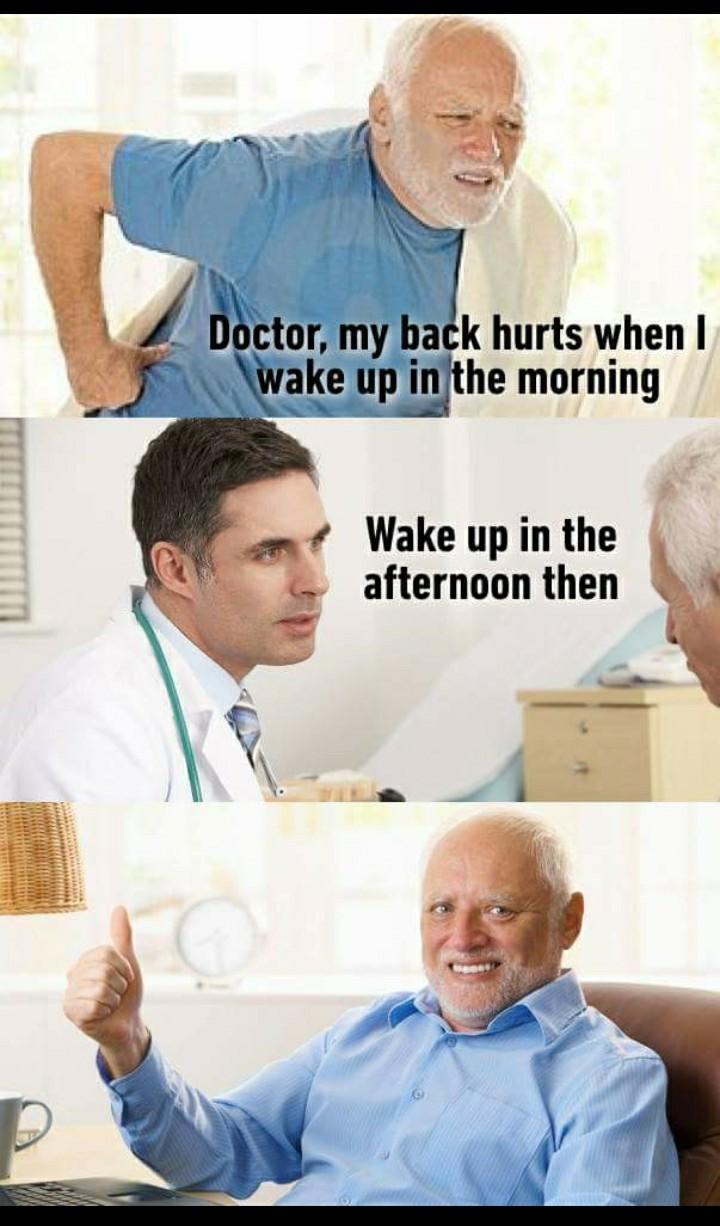 Doctor, my back hurts when I
wake up in the morning
Wake up in the
afternoon then